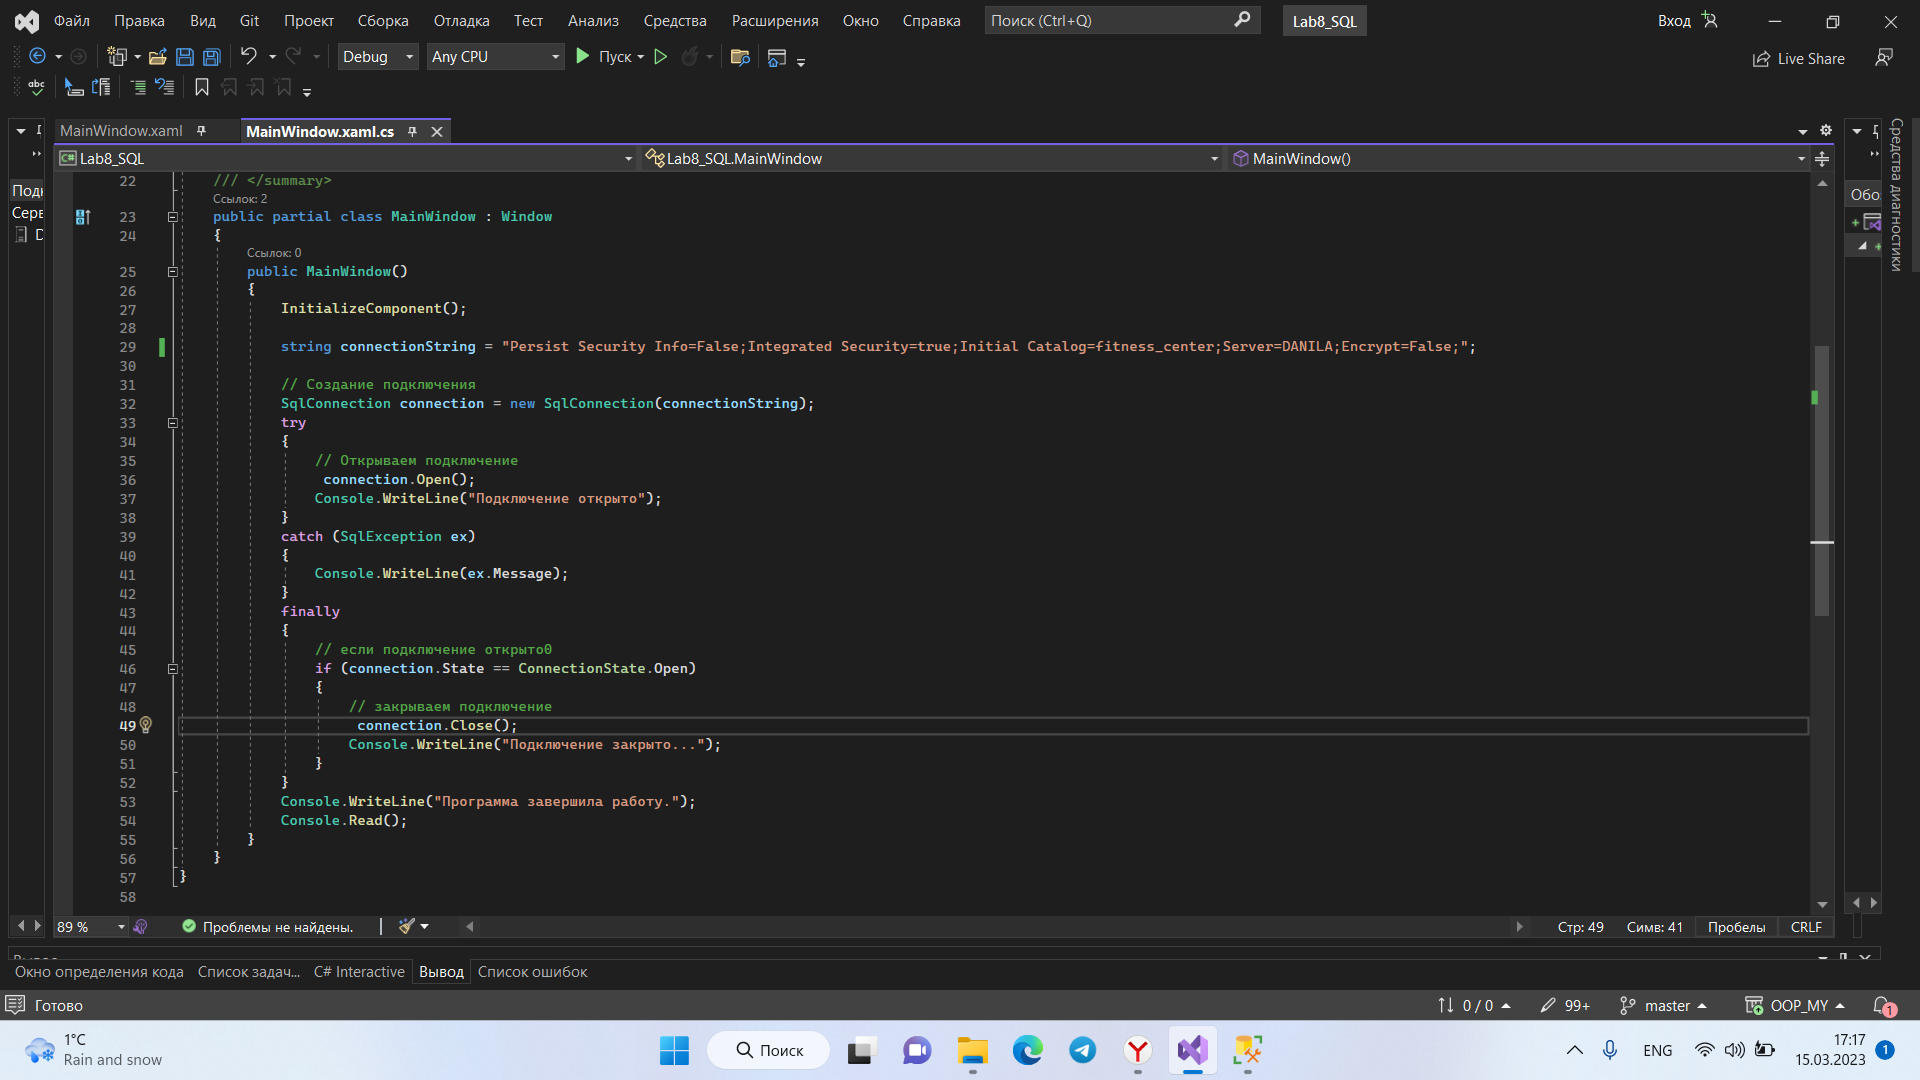 Файл Правка Вид Git Проект Сборка Отладка Тест Анализ Средства Расширения Окно Справка Поиск (Ctrl+Q) Lab8_SQL Вход
Debug Any CPU Пуск Live Share
abc
MainWindow.xaml MainWindow.xaml.cs
C# Lab8_SQL Lab8_SQL.MainWindow MainWindow()
Средства диагностики
22 /// </summary>
Ссылок: 2
23 public partial class MainWindow : Window
24 {
Ссылок: 0
25 public MainWindow()
26 {
27 InitializeComponent();
28
29 string connectionString = "Persist Security Info=False;Integrated Security=true;Initial Catalog=fitness_center;Server=DANILA;Encrypt=False;";
30
31 // Создание подключения
32 SqlConnection connection = new SqlConnection(connectionString);
33 try
34 {
35 // Открываем подключение
36 connection.Open();
37 Console.WriteLine("Подключение открыто");
38 }
39 catch (SqlException ex)
40 {
41 Console.WriteLine(ex.Message);
42 }
43 finally
44 {
45 // если подключение открыто0
46 if (connection.State == ConnectionState.Open)
47 {
48 // закрываем подключение
49 connection.Close();
50 Console.WriteLine("Подключение закрыто...");
51 }
52 }
53 Console.WriteLine("Программа завершила работу.");
54 Console.Read();
55 }
56 }
57 }
58
89 % Проблемы не найдены. Стр: 49 Симв: 41 Пробелы CRLF
Окно определения кода Список задач... C# Interactive Вывод Список ошибок
Готово 0 / 0 99+ master OOP_MY 1
1°C
Rain and snow
Поиск
ENG
17:17
15.03.2023
1